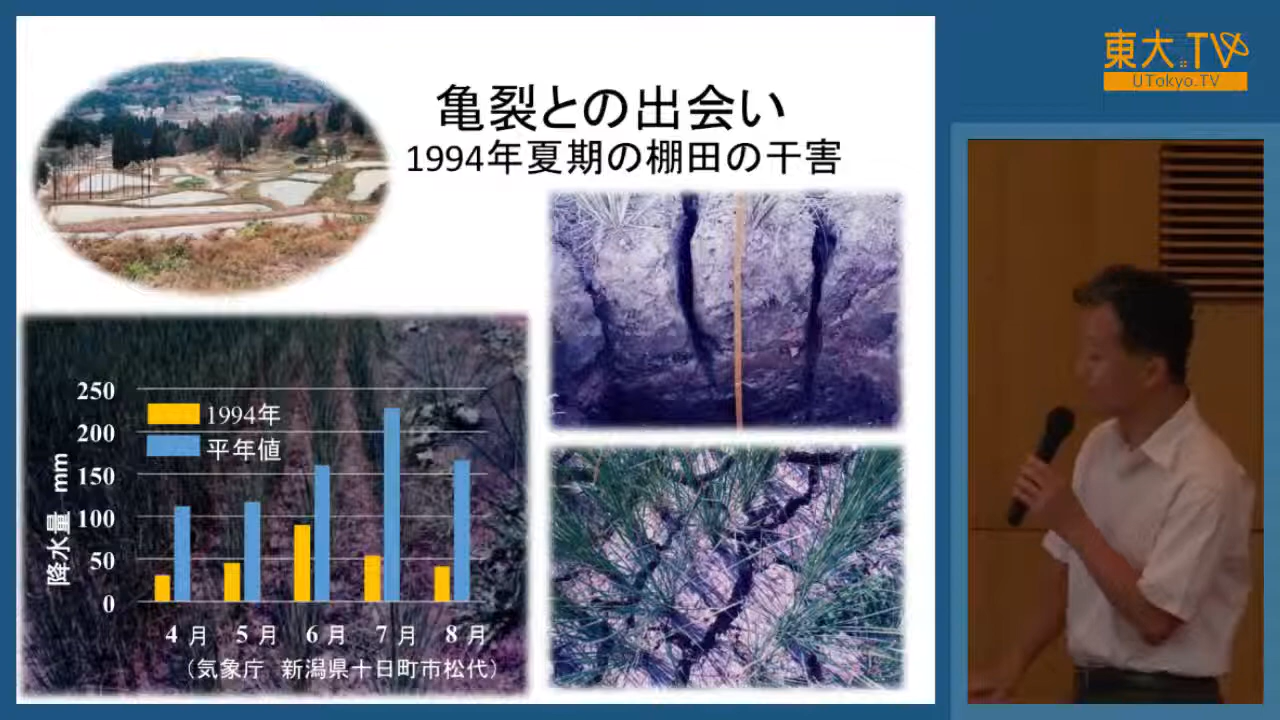 亀裂との出会い
1994年夏期の棚田の干害
250
200
150
100
50
0
降水量 mm
1994年
平年値
4 月 5 月 6 月 7 月 8 月
（気象庁 新潟県十日町市松代）
東大TV
UTokyo.TV